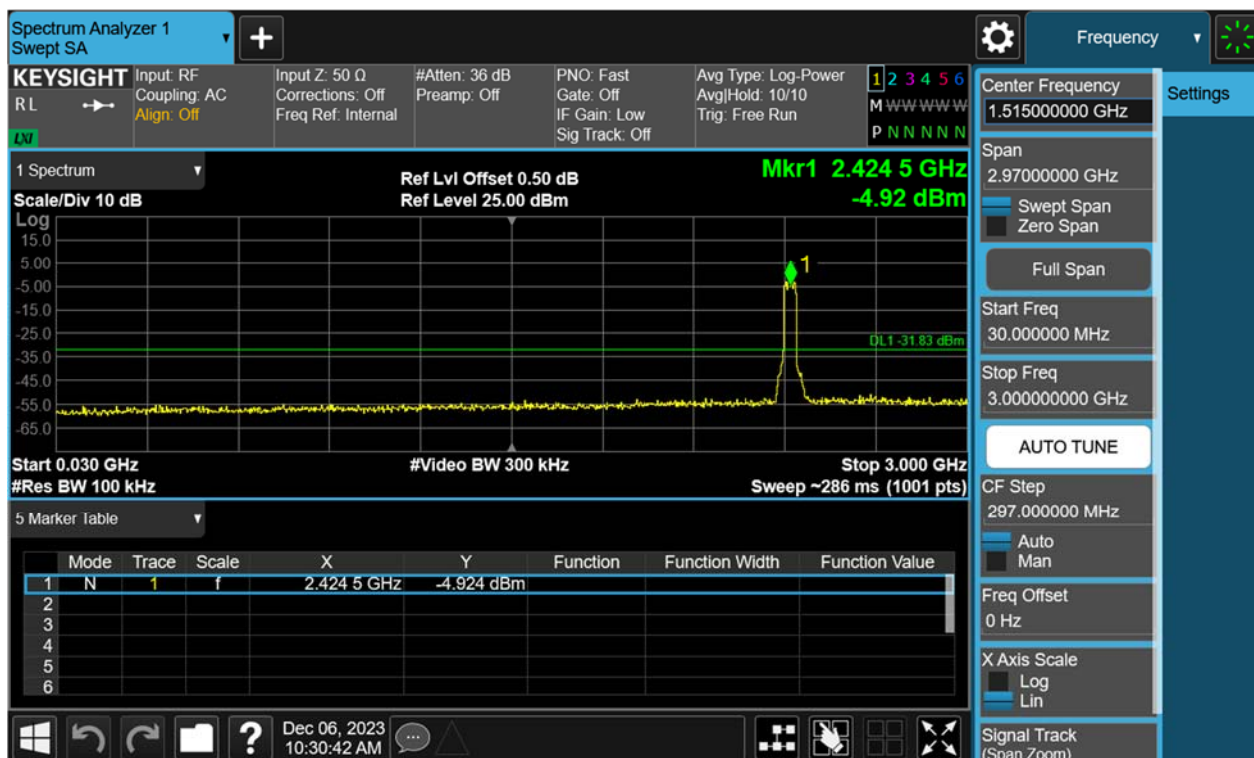 Spectrum Analyzer 1
Swept SA
+
Frequency
KEYSIGHT
RL
LXI
Input: RF
Coupling: AC
Align: Off
Input Z: 50 Ω
Corrections: Off
Freq Ref: Internal
#Atten: 36 dB
Preamp: Off
PNO: Fast
Gate: Off
IF Gain: Low
Sig Track: Off
Avg Type: Log-Power
Avg|Hold: 10/10
Trig: Free Run
1 2 3 4 5 6
M W W W W W
P N N N N N
Center Frequency
1.515000000 GHz
Settings
1 Spectrum
Scale/Div 10 dB
Ref Lvl Offset 0.50 dB
Ref Level 25.00 dBm
Mkr1 2.424 5 GHz
-4.92 dBm
Log
15.0
5.00
-5.00
-15.0
-25.0
-35.0
-45.0
-55.0
-65.0
1
DL1 -31.83 dBm
Start 0.030 GHz
#Res BW 100 kHz
#Video BW 300 kHz
Stop 3.000 GHz
Sweep ~286 ms (1001 pts)
Span
2.97000000 GHz
Swept Span
Zero Span
Full Span
Start Freq
30.000000 MHz
Stop Freq
3.000000000 GHz
AUTO TUNE
CF Step
297.000000 MHz
Auto
Man
Freq Offset
0 Hz
X Axis Scale
Log
Lin
Signal Track
(Span Zoom)
5 Marker Table
Mode Trace Scale X Y Function Function Width Function Value
1 N 1 f 2.424 5 GHz -4.924 dBm
2
3
4
5
6
?
Dec 06, 2023
10:30:42 AM